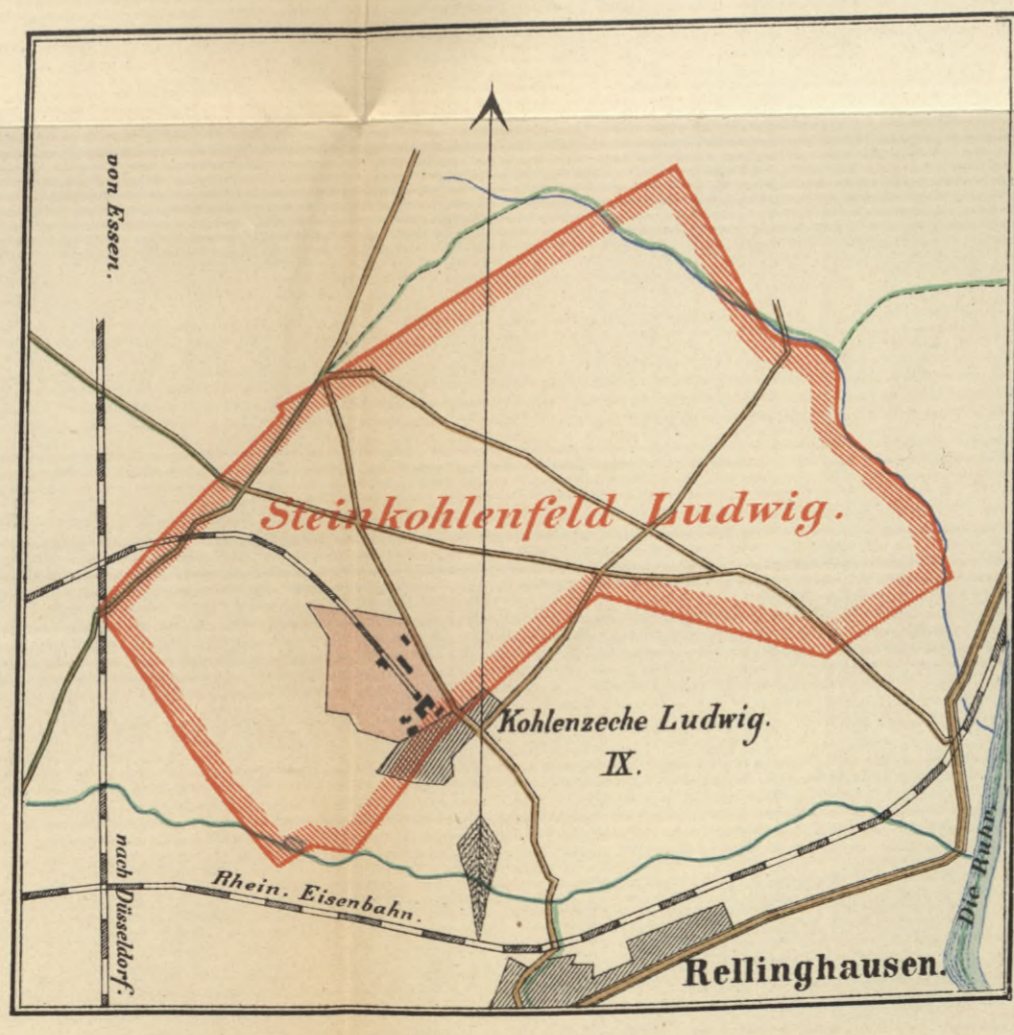 von Essen.
Steinkohlenfeld Ludwig.
Kohlenzeche Ludwig.
IX.
nach Düsseldorf.
Rhein. Eisenbahn.
Die Ruhr.
Rellinghausen.